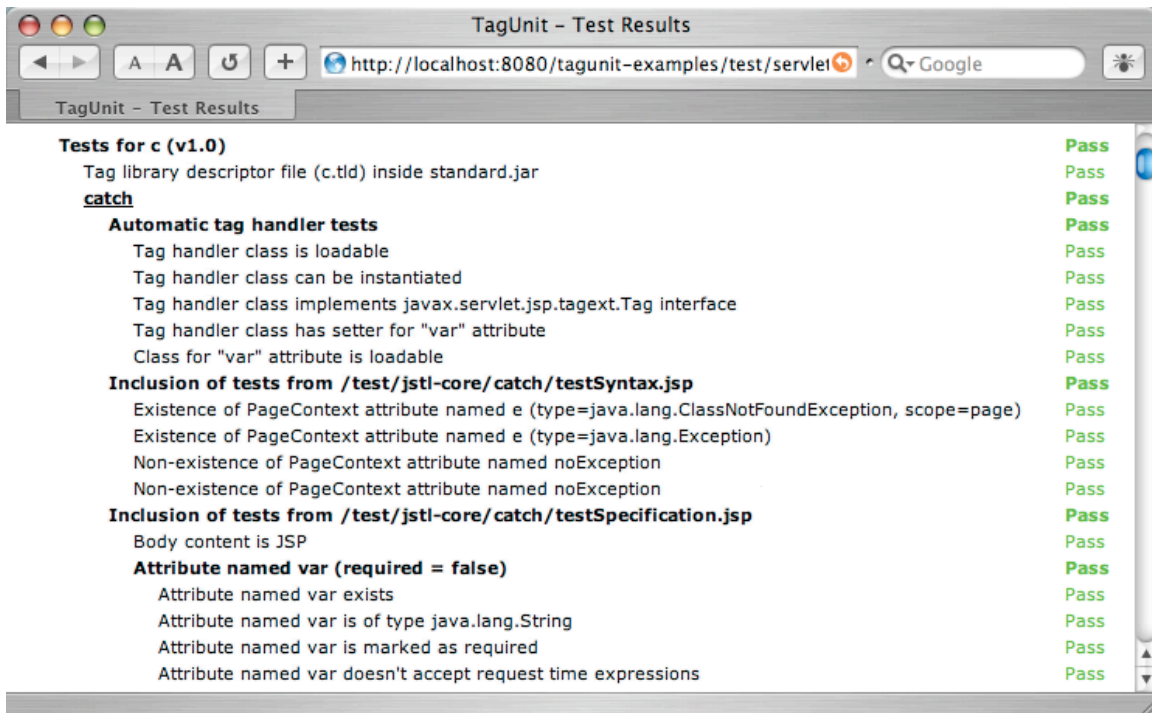 TagUnit – Test Results
A A + http://localhost:8080/tagunit-examples/test/servlet Q Google
TagUnit – Test Results
Tests for c (v1.0) Pass
Tag library descriptor file (c.tld) inside standard.jar Pass
catch Pass
Automatic tag handler tests Pass
Tag handler class is loadable Pass
Tag handler class can be instantiated Pass
Tag handler class implements javax.servlet.jsp.tagext.Tag interface Pass
Tag handler class has setter for "var" attribute Pass
Class for "var" attribute is loadable Pass
Inclusion of tests from /test/jstl-core/catch/testSyntax.jsp Pass
Existence of PageContext attribute named e (type=java.lang.ClassNotFoundException, scope=page) Pass
Existence of PageContext attribute named e (type=java.lang.Exception) Pass
Non-existence of PageContext attribute named noException Pass
Non-existence of PageContext attribute named noException Pass
Inclusion of tests from /test/jstl-core/catch/testSpecification.jsp Pass
Body content is JSP Pass
Attribute named var (required = false) Pass
Attribute named var exists Pass
Attribute named var is of type java.lang.String Pass
Attribute named var is marked as required Pass
Attribute named var doesn't accept request time expressions Pass